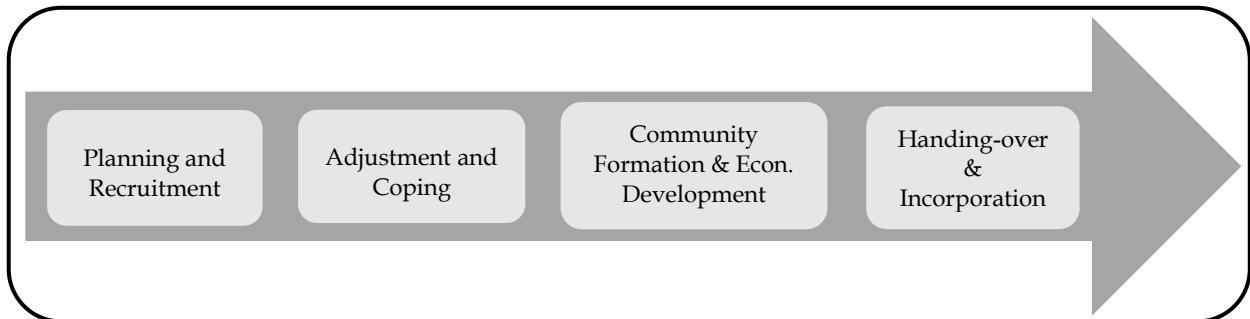 Planning and
Recruitment
Adjustment and
Coping
Community
Formation & Econ.
Development
Handing-over
&
Incorporation